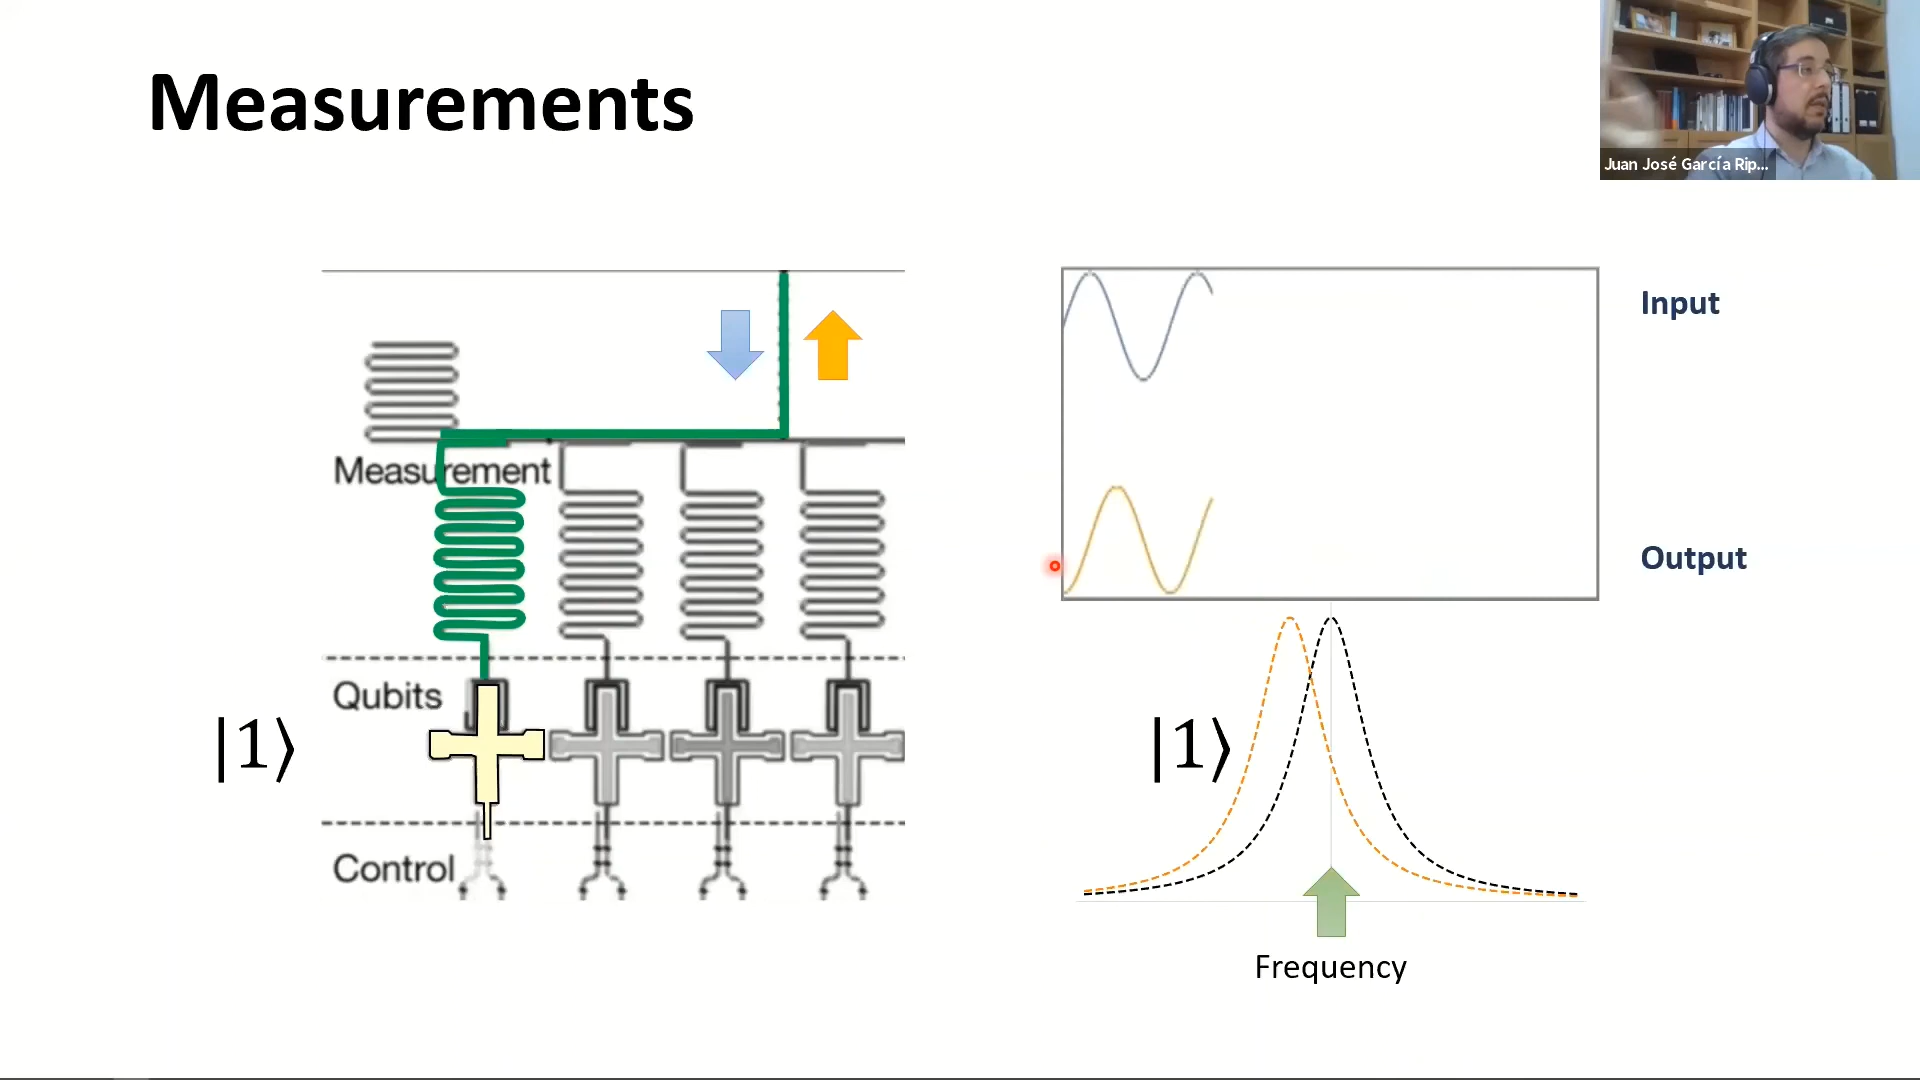 Measurements
Juan José García Rip...
Input
Measurement
Output
Qubits
|1⟩
|1⟩
Control
Frequency